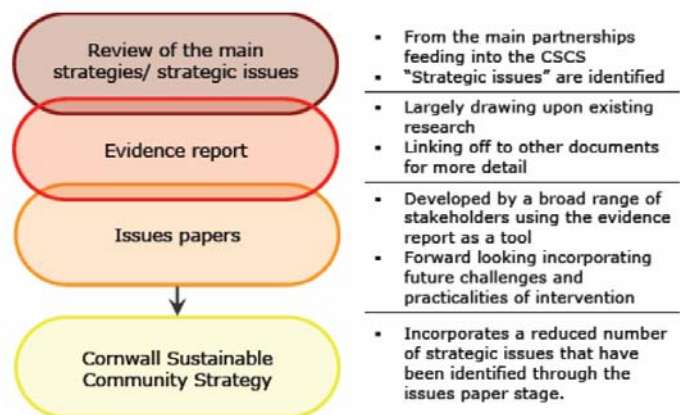 Review of the main
strategies/ strategic issues
▪ From the main partnerships
feeding into the CSCS
▪ "Strategic issues" are identified
Evidence report
▪ Largely drawing upon existing
research
▪ Linking off to other documents
for more detail
Issues papers
▪ Developed by a broad range of
stakeholders using the evidence
report as a tool
▪ Forward looking incorporating
future challenges and
practicalities of intervention
Cornwall Sustainable
Community Strategy
▪ Incorporates a reduced number
of strategic issues that have
been identified through the
issues paper stage.